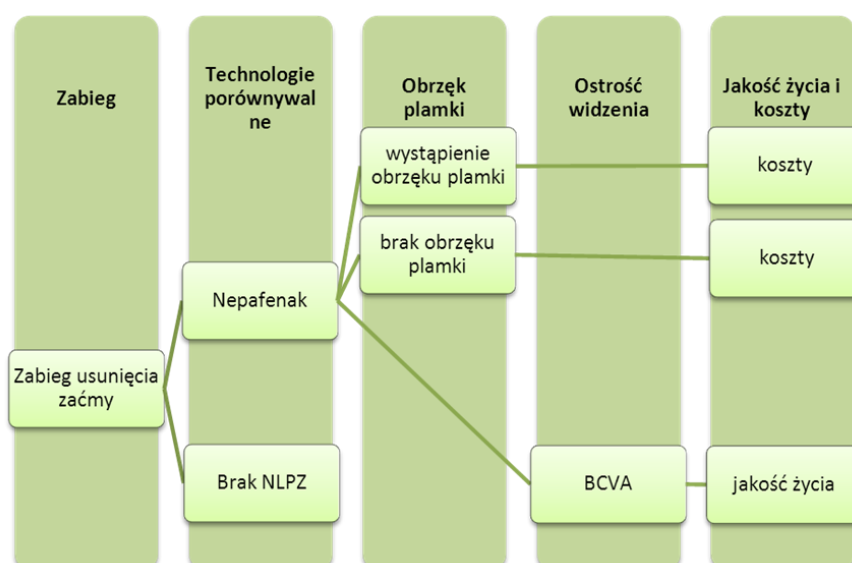 Zabieg
Technologie
porównywal
ne
Obrzęk
plamki
Ostrość
widzenia
Jakość życia i
koszty
wystąpienie
obrzęku plamki
koszty
brak obrzęku
plamki
koszty
Nepafenak
Zabieg usunięcia
zaćmy
Brak NLPZ
BCVA
jakość życia